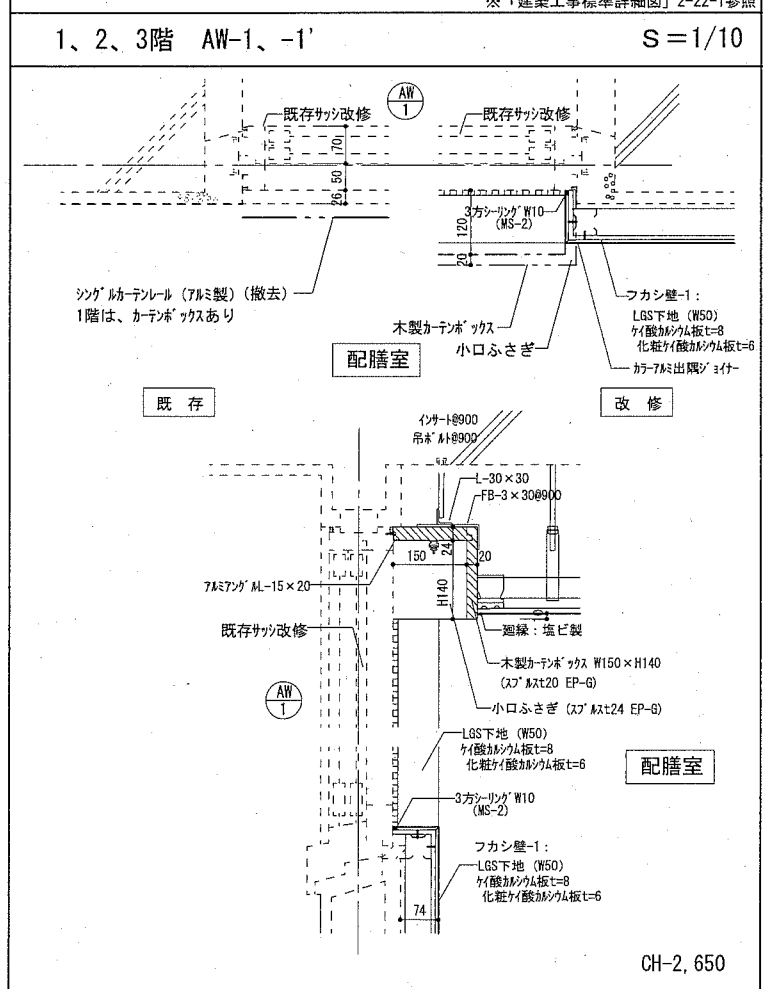 ※「建築工事標準詳細図」2-22-1参照
1、2、3階 AW-1、-1' S=1/10
AW
1
既存サッシ改修
既存サッシ改修
70
50
26
3方シーリングW10
(MS-2)
120
20
シングルカーテンレール (アルミ製) (撤去)
1階は、カーテンボックスあり
木製カーテンボックス
小口ふさぎ
フカシ壁-1:
LGS下地 (W50)
ケイ酸カルシウム板t=8
化粧ケイ酸カルシウム板t=6
カラーアルミ出隅ジョイナー
配膳室
既 存
改 修
インサート@900
吊ボルト@900
L-30×30
FB-3×30@900
150
24
20
アルミアングルL-15×20
H140
既存サッシ改修
廻縁:塩ビ製
木製カーテンボックス W150×H140
(スプルスt20 EP-G)
AW
1
小口ふさぎ (スプルスt24 EP-G)
LGS下地 (W50)
ケイ酸カルシウム板t=8
化粧ケイ酸カルシウム板t=6
配膳室
3方シーリングW10
(MS-2)
フカシ壁-1:
LGS下地 (W50)
ケイ酸カルシウム板t=8
化粧ケイ酸カルシウム板t=6
74
CH-2,650